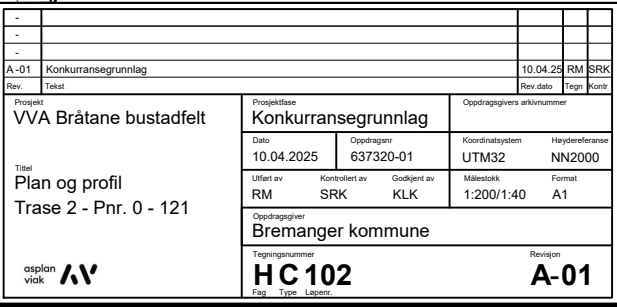 -
-
-
A-01 Konkurransegrunnlag 10.04.25 RM SRK
Rev. Tekst Rev.dato Tegn Kontr
Prosjekt
VVA Bråtane bustadfelt
Tittel
Plan og profil
Trase 2 - Pnr. 0 - 121
asplan
viak
Prosjektfase
Konkurransegrunnlag
Oppdragsgivers arkivnummer
Dato Oppdragsnr Koordinatsystem Høydereferanse
10.04.2025 637320-01 UTM32 NN2000
Utført av Kontrollert av Godkjent av Målestokk Format
RM SRK KLK 1:200/1:40 A1
Oppdragsgiver
Bremanger kommune
Tegningsnummer Revisjon
H C 102 A-01
Fag Type Løpenr.